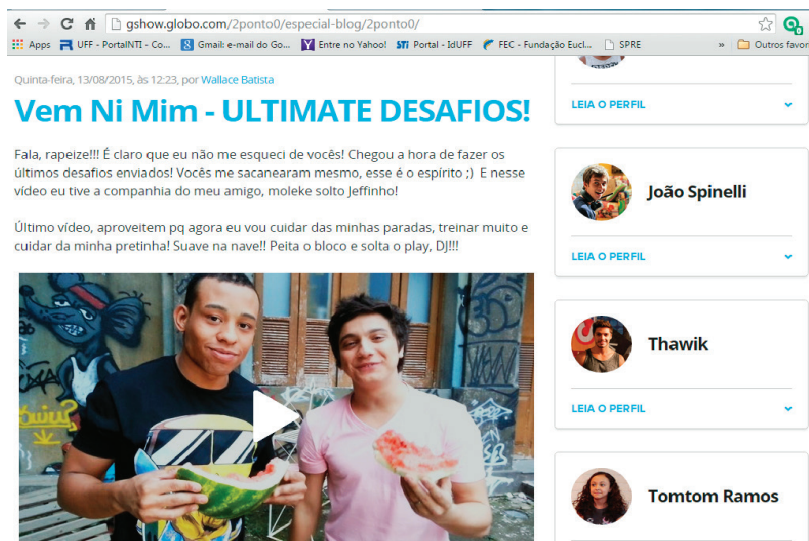 gshow.globo.com/2ponto0/especial-blog/2ponto0/
Apps UFF - PortalNTI - Co... Gmail: e-mail do Go... Entre no Yahoo! STI Portal - IdUFF FEC - Fundação Eucl... SPRE » Outros favor
Quinta-feira, 13/08/2015, às 12:23, por Wallace Batista
Vem Ni Mim - ULTIMATE DESAFIOS!
Fala, rapeize!!! É claro que eu não me esqueci de vocês! Chegou a hora de fazer os
últimos desafios enviados! Vocês me sacanearam mesmo, esse é o espírito ;) E nesse
vídeo eu tive a companhia do meu amigo, moleke solto Jeffinho!
Último vídeo, aproveitem pq agora eu vou cuidar das minhas paradas, treinar muito e
cuidar da minha pretinha! Suave na nave!! Peita o bloco e solta o play, DJ!!!
LEIA O PERFIL
João Spinelli
LEIA O PERFIL
Thawik
LEIA O PERFIL
Tomtom Ramos